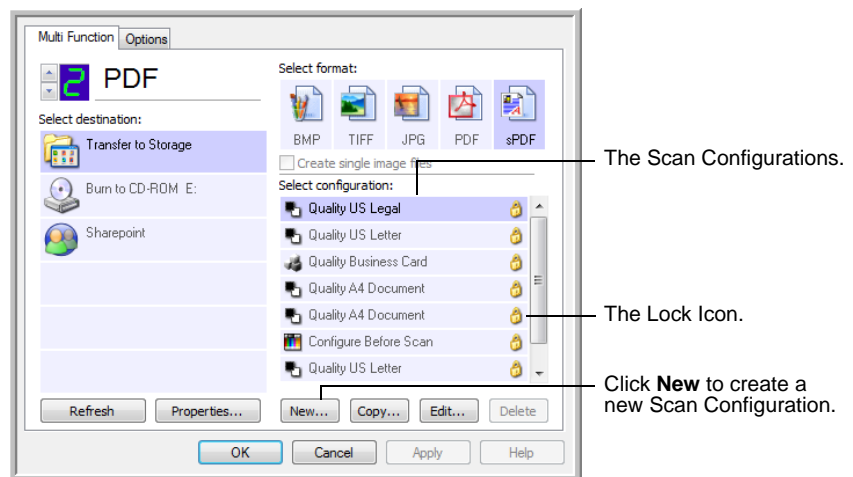 Multi Function Options
2 PDF
Select destination:
Transfer to Storage
Burn to CD-ROM E:
Sharepoint
Refresh Properties...
Select format:
BMP TIFF JPG PDF sPDF
Create single image files
Select configuration:
Quality US Legal
Quality US Letter
Quality Business Card
Quality A4 Document
Quality A4 Document
Configure Before Scan
Quality US Letter
New... Copy... Edit... Delete
OK Cancel Apply Help
The Scan Configurations.
The Lock Icon.
Click New to create a
new Scan Configuration.